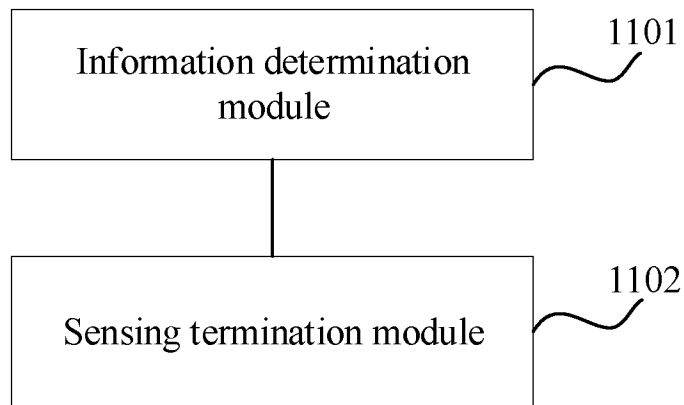 1101
Information determination
module
1102
Sensing termination module